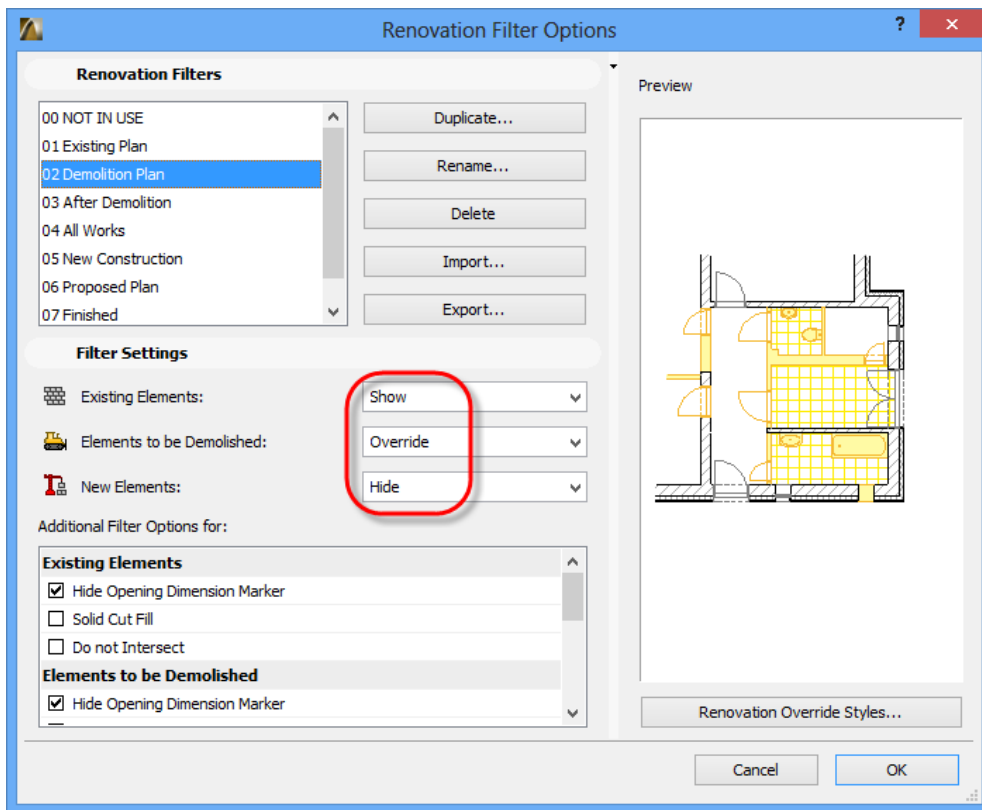 Renovation Filter Options
?
Renovation Filters
00 NOT IN USE
01 Existing Plan
02 Demolition Plan
03 After Demolition
04 All Works
05 New Construction
06 Proposed Plan
07 Finished
Duplicate...
Rename...
Delete
Import...
Export...
Filter Settings
Existing Elements: Show
Elements to be Demolished: Override
New Elements: Hide
Additional Filter Options for:
Existing Elements
Hide Opening Dimension Marker
Solid Cut Fill
Do not Intersect
Elements to be Demolished
Hide Opening Dimension Marker
Preview
Renovation Override Styles...
Cancel
OK